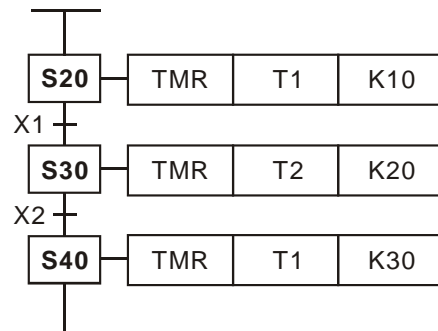 S20 TMR T1 K10
X1
S30 TMR T2 K20
X2
S40 TMR T1 K30